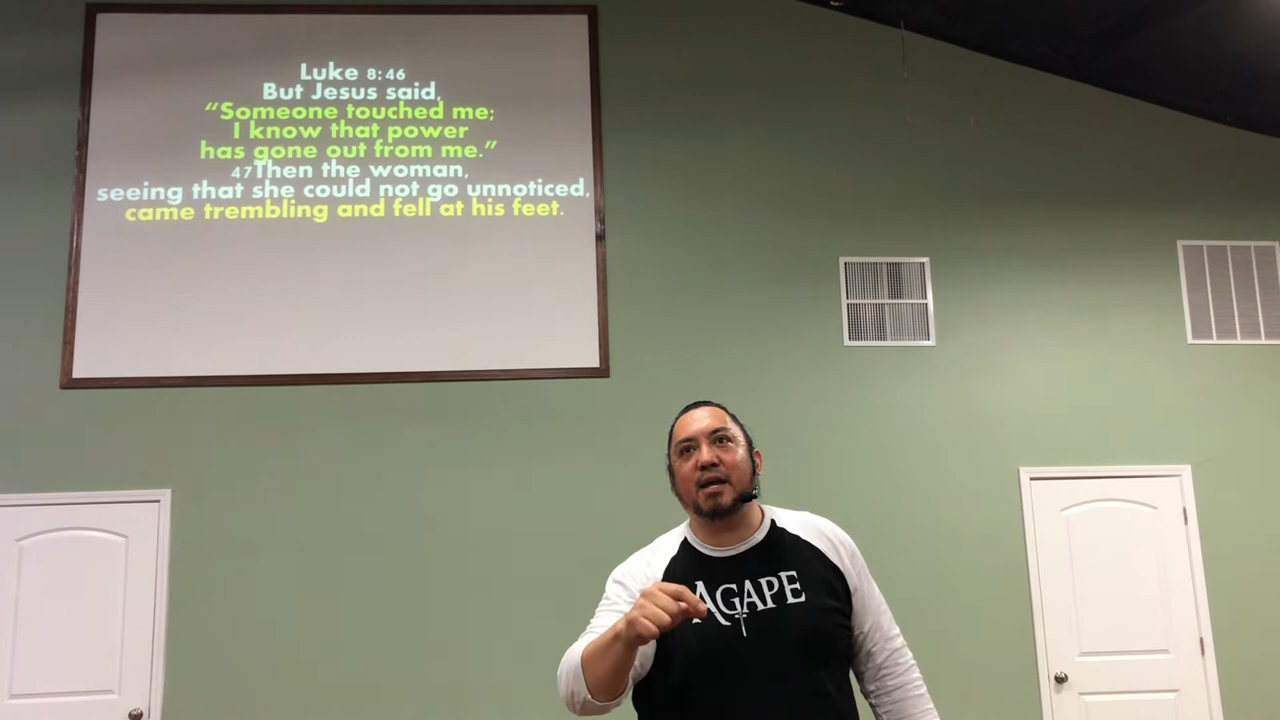 Luke 8:46
But Jesus said,
“Someone touched me;
I know that power
has gone out from me.”
47Then the woman,
seeing that she could not go unnoticed,
came trembling and fell at his feet.
AGAPE